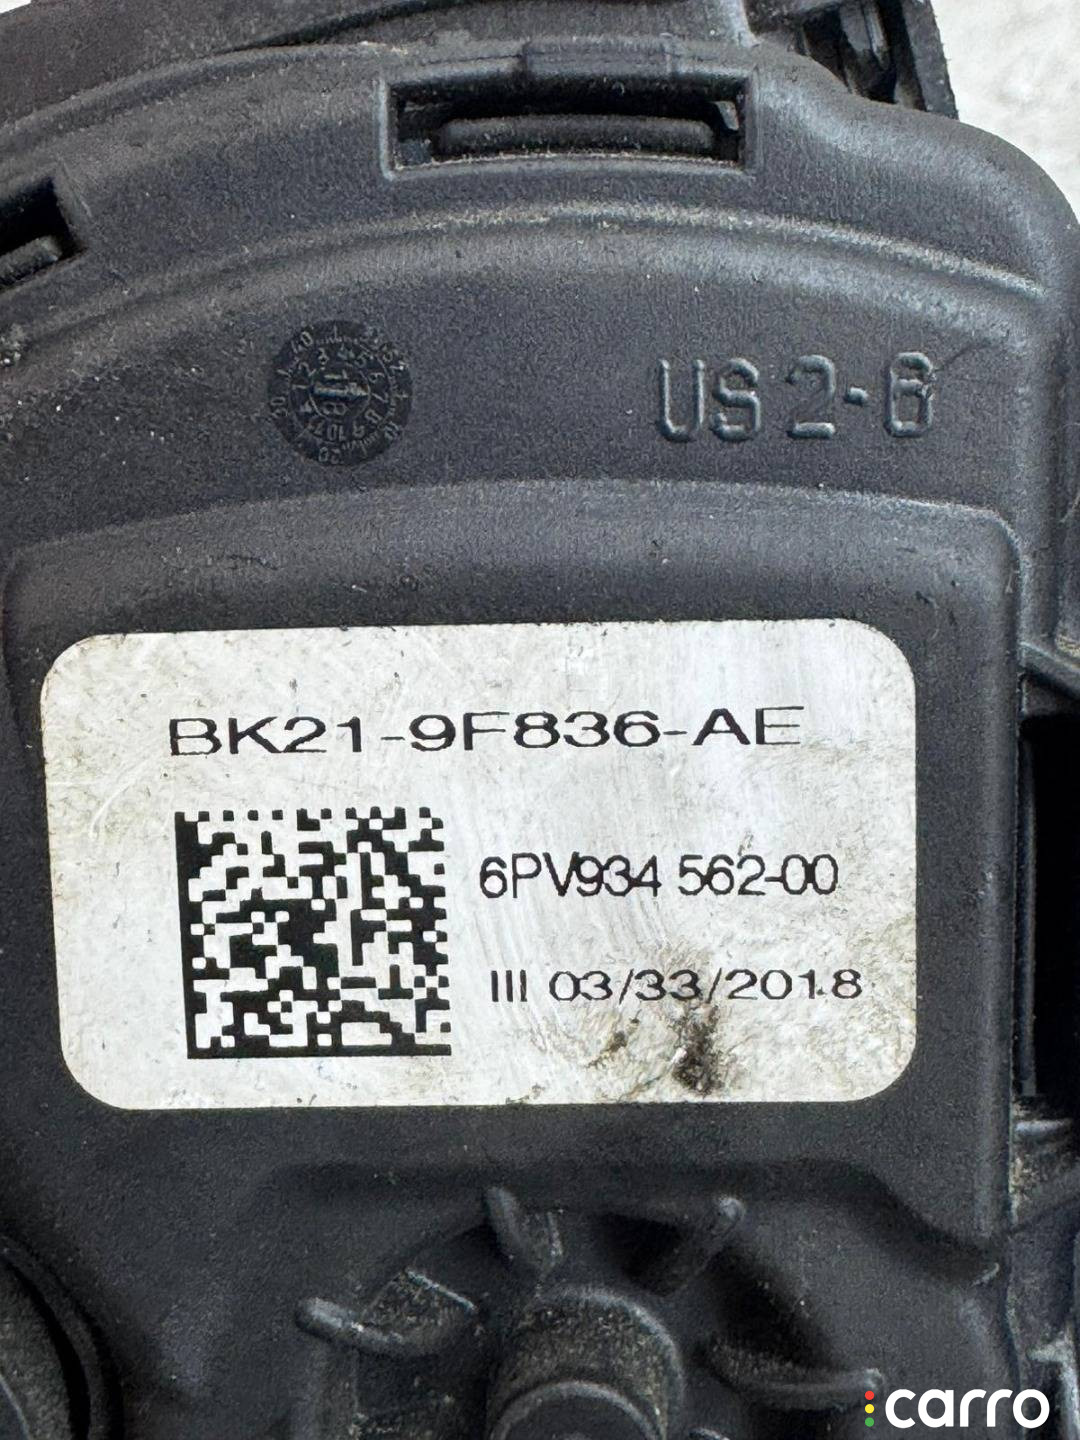 US 2-6
BK21-9F836-AE
6PV934 562-00
III 03/33/2018
carro